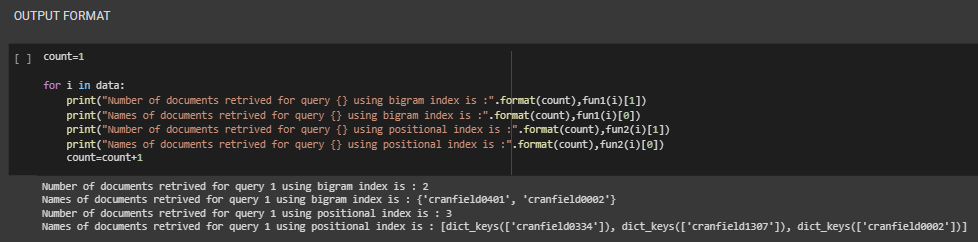 OUTPUT FORMAT
[ ] count=1
for i in data:
print("Number of documents retrived for query {} using bigram index is :".format(count),fun1(i)[1])
print("Names of documents retrived for query {} using bigram index is :".format(count),fun1(i)[0])
print("Number of documents retrived for query {} using positional index is :".format(count),fun2(i)[1])
print("Names of documents retrived for query {} using positional index is :".format(count),fun2(i)[0])
count=count+1
Number of documents retrived for query 1 using bigram index is : 2
Names of documents retrived for query 1 using bigram index is : {'cranfield0401', 'cranfield0002'}
Number of documents retrived for query 1 using positional index is : 3
Names of documents retrived for query 1 using positional index is : [dict_keys(['cranfield0334']), dict_keys(['cranfield1307']), dict_keys(['cranfield0002'])]